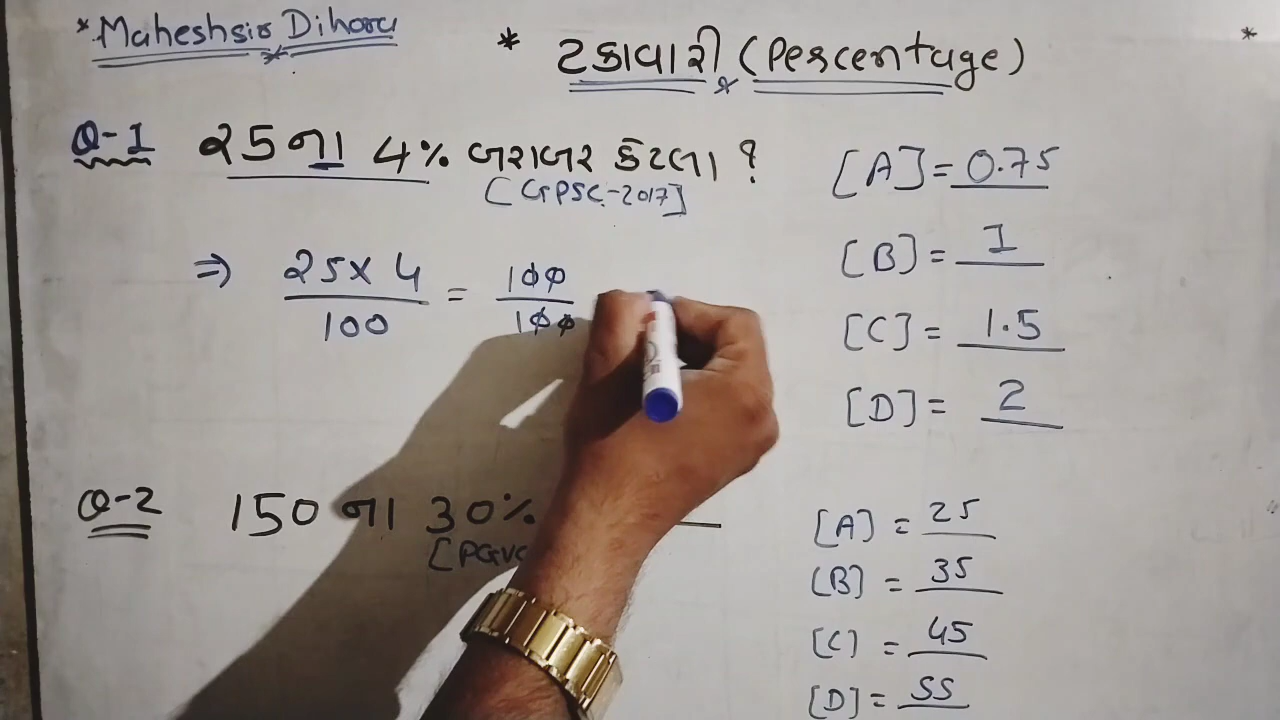 *Maheshsir Dihora
* ટકાવારી (Percentage) *
Q-1 25 ના 4% બરાબર કેટલા ?
[GPSC-2017]
[A] = 0.75
[B] = 1
[C] = 1.5
[D] = 2
⇒ 25 x 4 / 100 = 100 / 100
Q-2 150 ના 30%
[A] = 25
[B] = 35
[C] = 45
[D] = 55